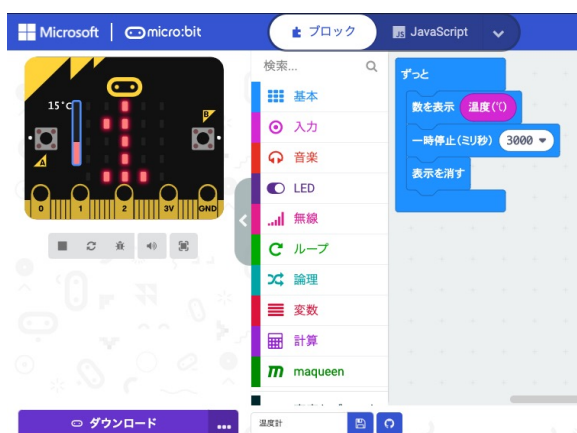 Microsoft | micro:bit
ブロック
JavaScript
15°C
A
B
0 1 2 3V GND
ダウンロード
...
検索...
基本
入力
音楽
LED
無線
ループ
論理
変数
計算
maqueen
温度計
ずっと
数を表示 温度(℃)
一時停止(ミリ秒) 3000
表示を消す